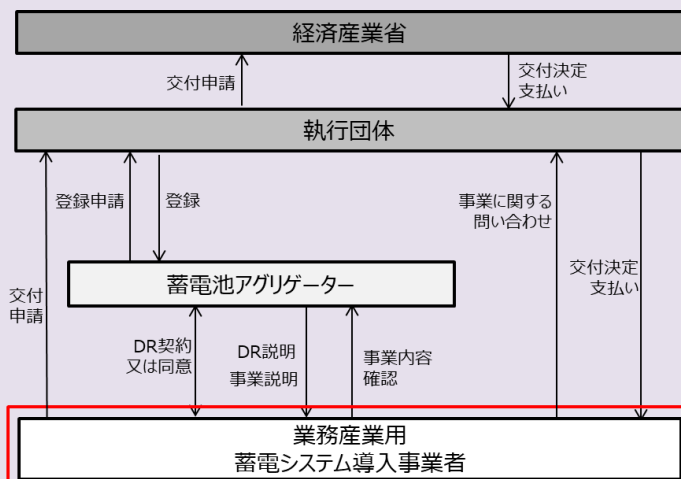 経済産業省
交付申請
交付決定
支払い
執行団体
登録申請
登録
事業に関する
問い合わせ
蓄電池アグリゲーター
交付
申請
交付決定
支払い
DR契約
又は同意
DR説明
事業説明
事業内容
確認
業務産業用
蓄電システム導入事業者